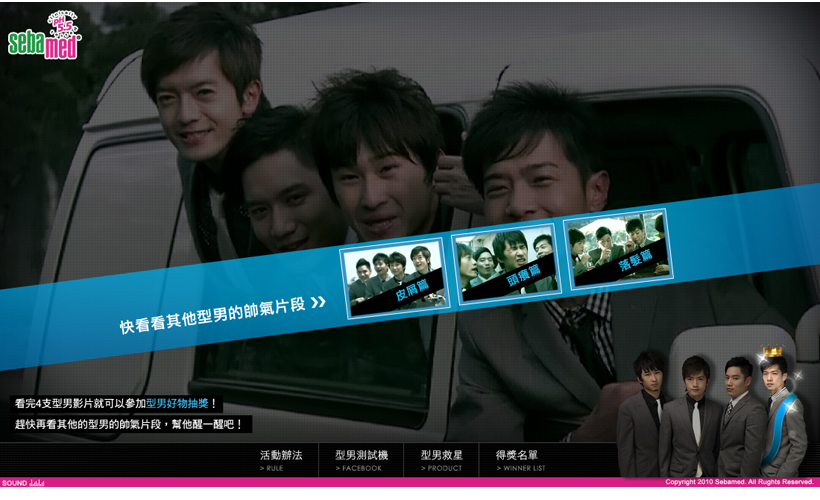 PH
5.5
sebamed
皮屑篇
頭癢篇
落髮篇
快看看其他型男的帥氣片段
看完4支型男影片就可以參加型男好物抽獎！
趕快再看其他的型男的帥氣片段，幫他醒一醒吧！
活動辦法
> RULE
型男測試機
> FACEBOOK
型男救星
> PRODUCT
得獎名單
> WINNER LIST
SOUND
Copyright 2010 Sebamed. All Rughts Reserved.